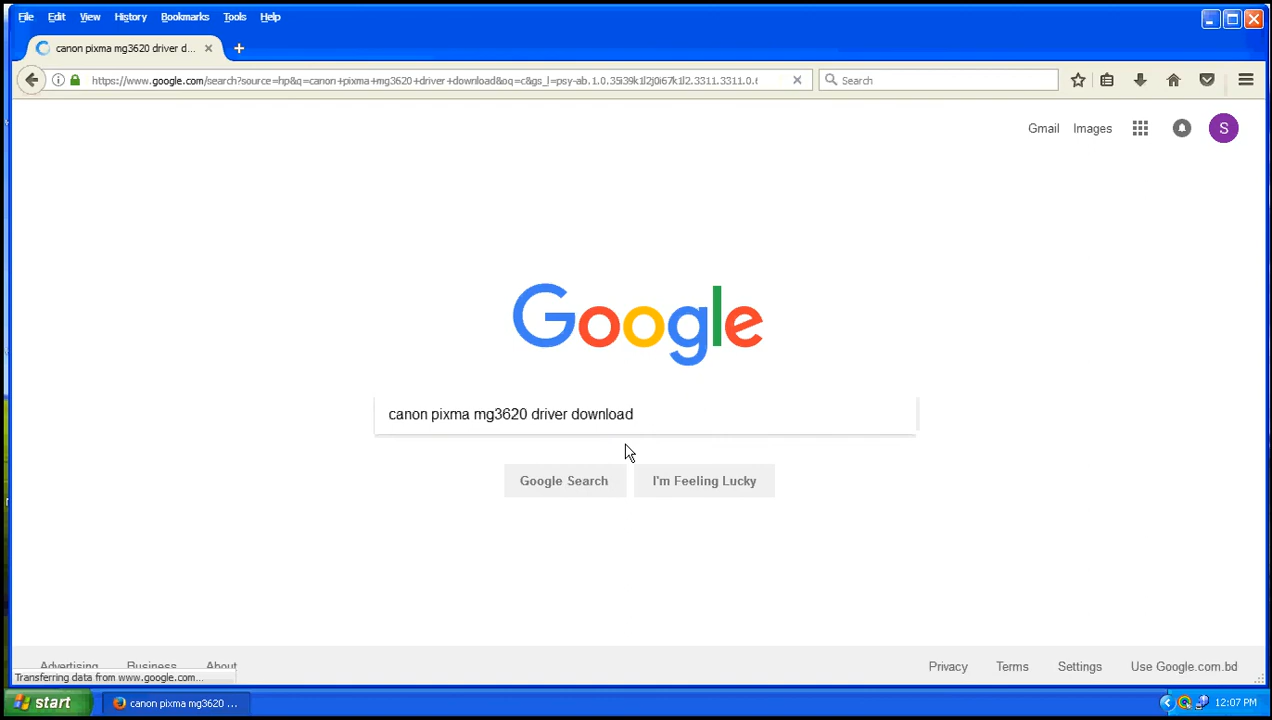 File Edit View History Bookmarks Tools Help
canon pixma mg3620 driver d...
https://www.google.com/search?source=hp&q=canon+pixma+mg3620+driver+download&oq=c&gs_l=psy-ab.1.0.35i39k1l2j0i67k1l2.3311.3311.0.6
Search
Gmail Images S
Google
canon pixma mg3620 driver download
Google Search I'm Feeling Lucky
Advertising Business About Privacy Terms Settings Use Google.com.bd
Transferring data from www.google.com...
start canon pixma mg3620 ... 12:07 PM